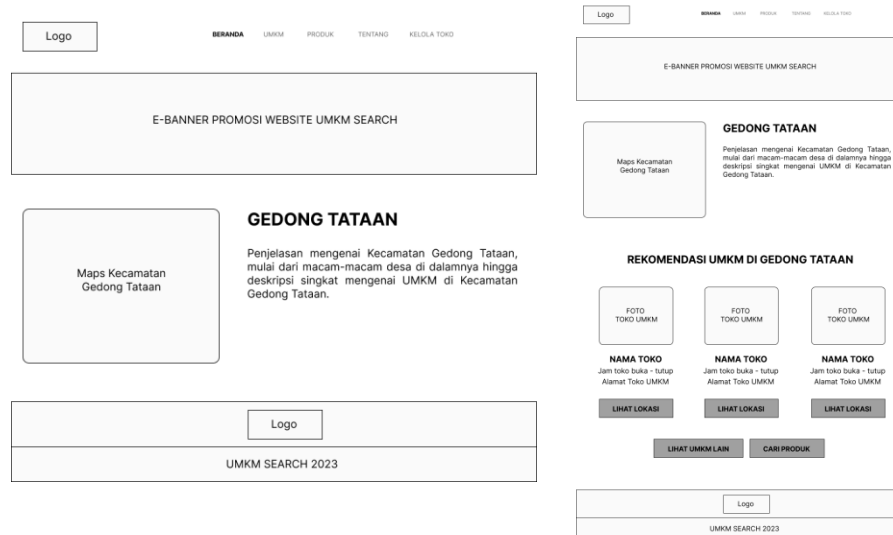 Logo
BERANDA UMKM PRODUK TENTANG KELOLA TOKO
E-BANNER PROMOSI WEBSITE UMKM SEARCH
Maps Kecamatan
Gedong Tataan
GEDONG TATAAN
Penjelasan mengenai Kecamatan Gedong Tataan,
mulai dari macam-macam desa di dalamnya hingga
deskripsi singkat mengenai UMKM di Kecamatan
Gedong Tataan.
Logo
UMKM SEARCH 2023
Logo
BERANDA UMKM PRODUK TENTANG KELOLA TOKO
E-BANNER PROMOSI WEBSITE UMKM SEARCH
Maps Kecamatan
Gedong Tataan
GEDONG TATAAN
Penjelasan mengenai Kecamatan Gedong Tataan,
mulai dari macam-macam desa di dalamnya hingga
deskripsi singkat mengenai UMKM di Kecamatan
Gedong Tataan.
REKOMENDASI UMKM DI GEDONG TATAAN
FOTO
TOKO UMKM
NAMA TOKO
Jam toko buka - tutup
Alamat Toko UMKM
LIHAT LOKASI
FOTO
TOKO UMKM
NAMA TOKO
Jam toko buka - tutup
Alamat Toko UMKM
LIHAT LOKASI
FOTO
TOKO UMKM
NAMA TOKO
Jam toko buka - tutup
Alamat Toko UMKM
LIHAT LOKASI
LIHAT UMKM LAIN
CARI PRODUK
Logo
UMKM SEARCH 2023